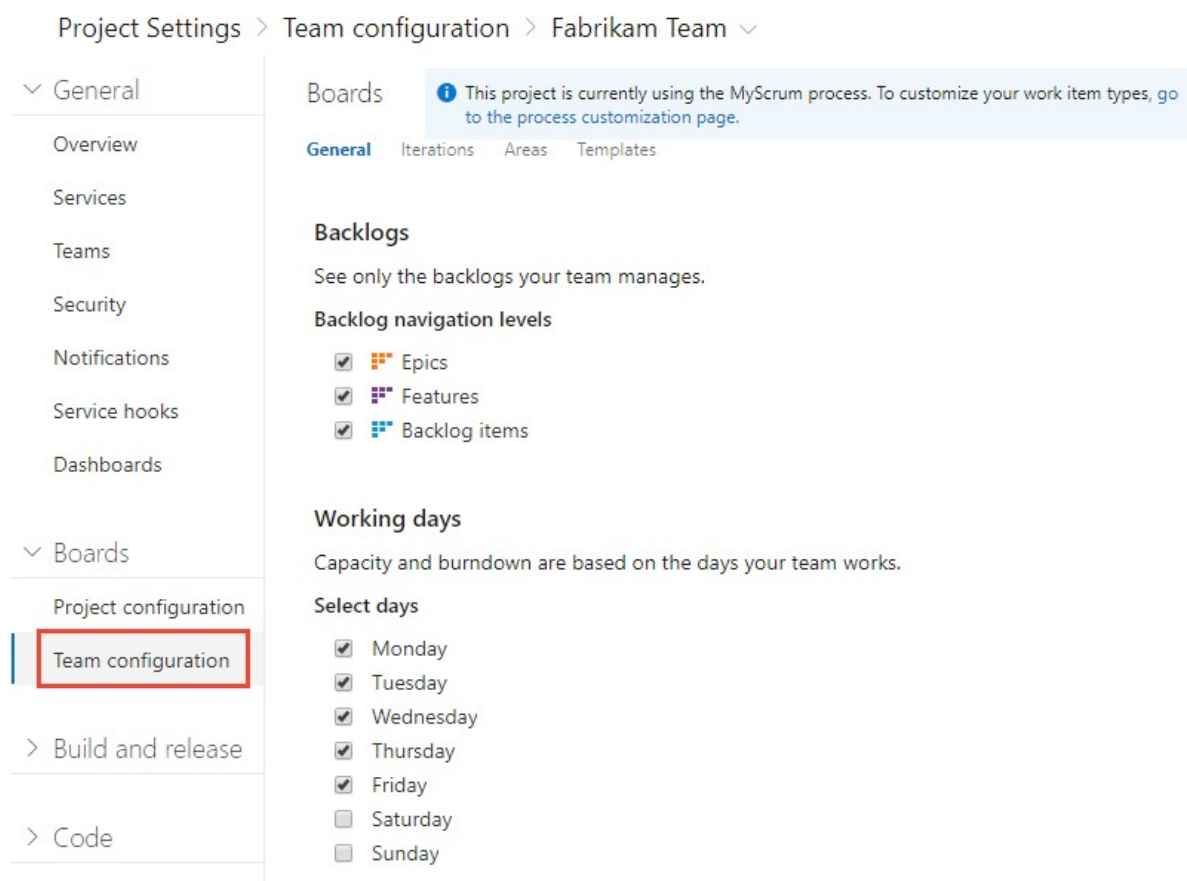 Project Settings > Team configuration > Fabrikam Team
General
Overview
Services
Teams
Security
Notifications
Service hooks
Dashboards
Boards
Project configuration
Team configuration
Build and release
Code
Boards
This project is currently using the MyScrum process. To customize your work item types, go
to the process customization page.
General Iterations Areas Templates
Backlogs
See only the backlogs your team manages.
Backlog navigation levels
Epics
Features
Backlog items
Working days
Capacity and burndown are based on the days your team works.
Select days
Monday
Tuesday
Wednesday
Thursday
Friday
Saturday
Sunday